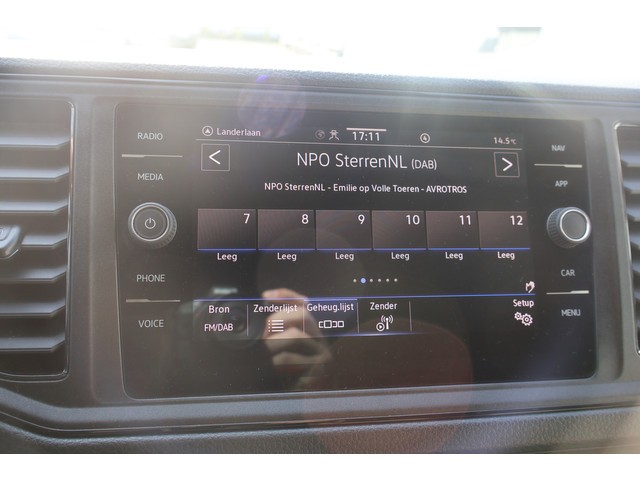 RADIO
MEDIA
PHONE
VOICE
Landerlaan 17:11 14.5°C
NPO SterrenNL (DAB)
NPO SterrenNL - Emilie op Volle Toeren - AVROTROS
7 8 9 10 11 12
Leeg Leeg Leeg Leeg Leeg Leeg
Bron Zenderlijst Geheug.lijst Zender Setup
FM/DAB
NAV
APP
CAR
MENU